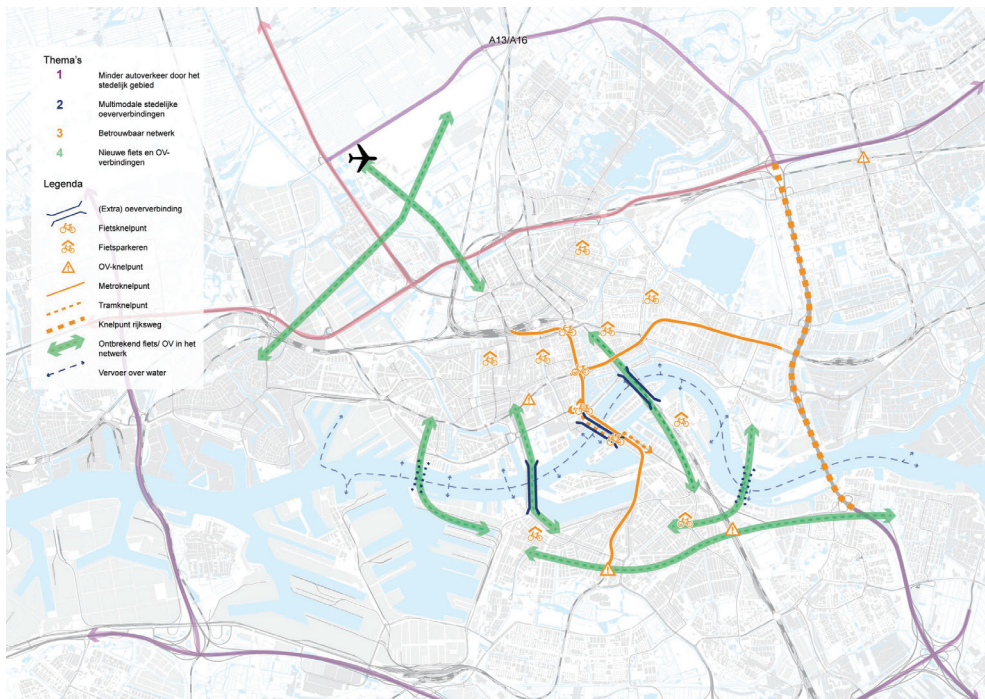 A13/A16
Thema's
1 Minder autoverkeer door het
stedelijk gebied
2 Multimodale stedelijke
oeververbindingen
3 Betrouwbaar netwerk
4 Nieuwe fiets en OV-
verbindingen
Legenda
(Extra) oeververbinding
Fietsknelpunt
Fietsparkeren
OV-knelpunt
Metroknelpunt
Tramknelpunt
Knelpunt rijksweg
Ontbrekend fiets/ OV in het
netwerk
Vervoer over water